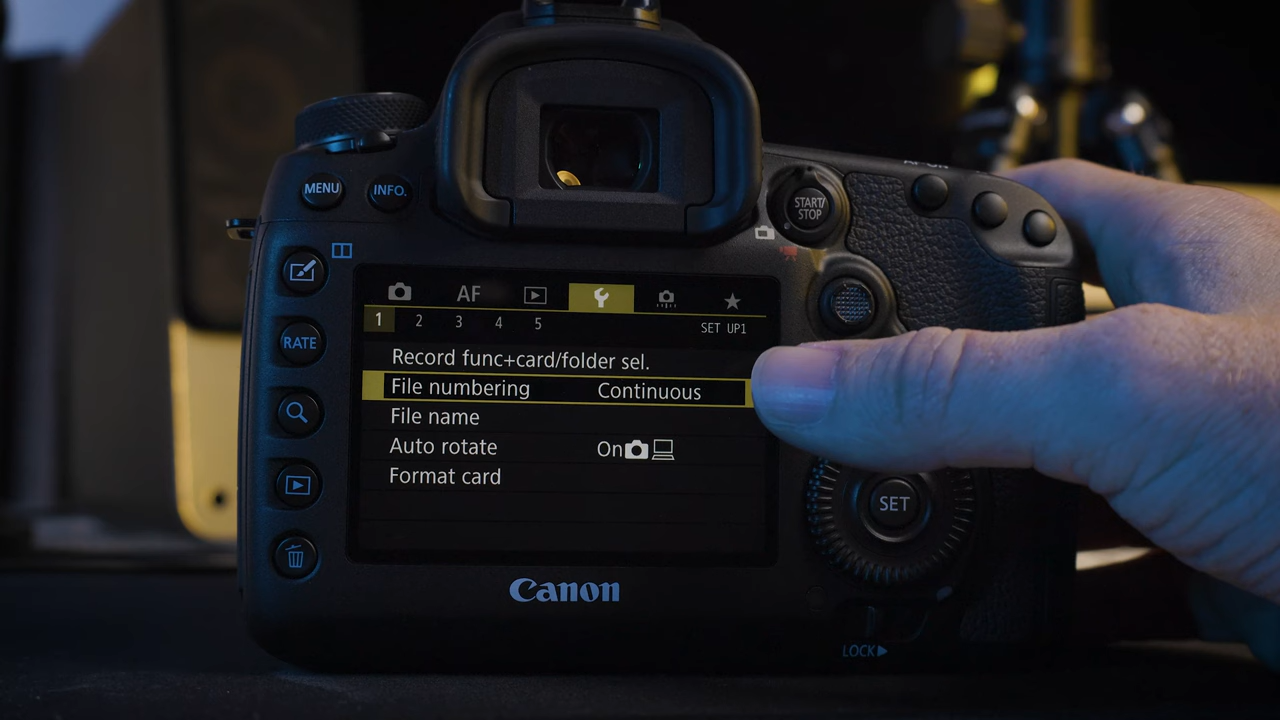 MENU
INFO.
START/
STOP
RATE
AF
1 2 3 4 5 SET UP1
Record func+card/folder sel.
File numbering Continuous
File name
Auto rotate On
Format card
SET
Canon
LOCK